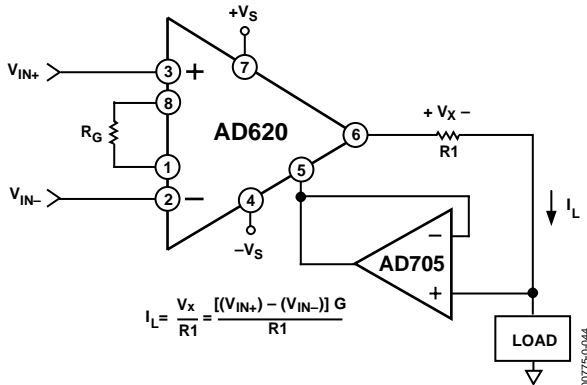 +VS
VIN+
3
+
7
8
+ VX –
RG
AD620
6
R1
1
5
VIN–
2
–
4
IL
–VS
–
AD705
+
IL= Vx/R1 = [(VIN+) – (VIN–)] G/R1
LOAD
00775-0-044